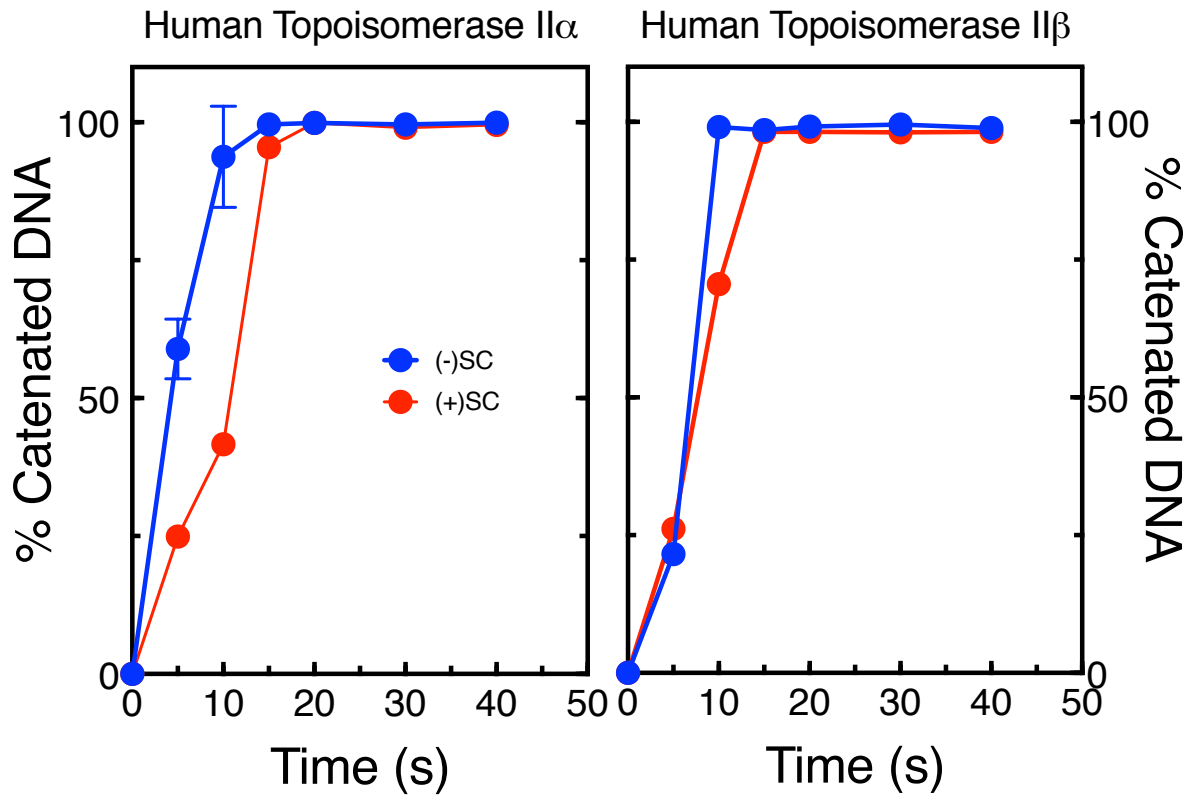 Human Topoisomerase IIα
Human Topoisomerase IIβ
% Catenated DNA
100
50
0
(-)SC
(+)SC
0 10 20 30 40 50
Time (s)
100
50
0
% Catenated DNA
0 10 20 30 40 50
Time (s)